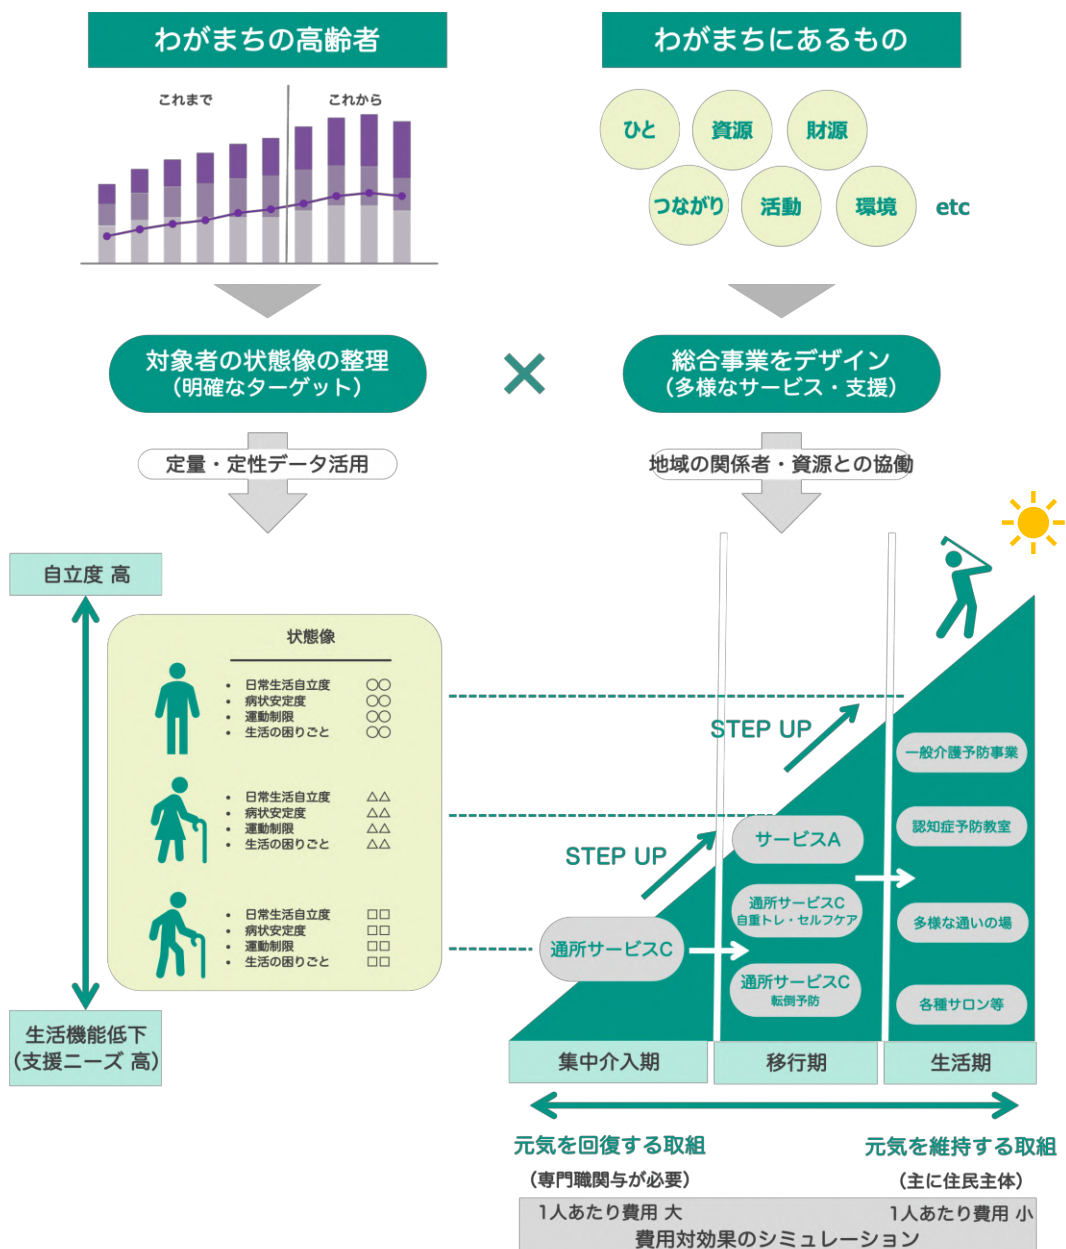 わがまちの高齢者
わがまちにあるもの
これまで
これから
ひと
資源
財源
つながり
活動
環境
etc
対象者の状態像の整理
（明確なターゲット）
×
総合事業をデザイン
（多様なサービス・支援）
定量・定性データ活用
地域の関係者・資源との協働
自立度 高
状態像
• 日常生活自立度 〇〇
• 病状安定度 〇〇
• 運動制限 〇〇
• 生活の困りごと 〇〇
• 日常生活自立度 △△
• 病状安定度 △△
• 運動制限 △△
• 生活の困りごと △△
• 日常生活自立度 □□
• 病状安定度 □□
• 運動制限 □□
• 生活の困りごと □□
生活機能低下
（支援ニーズ 高）
STEP UP
STEP UP
通所サービスC
サービスA
通所サービスC
自重トレ・セルフケア
通所サービスC
転倒予防
一般介護予防事業
認知症予防教室
多様な通いの場
各種サロン等
集中介入期
移行期
生活期
元気を回復する取組
（専門職関与が必要）
元気を維持する取組
（主に住民主体）
1人あたり費用 大
1人あたり費用 小
費用対効果のシミュレーション